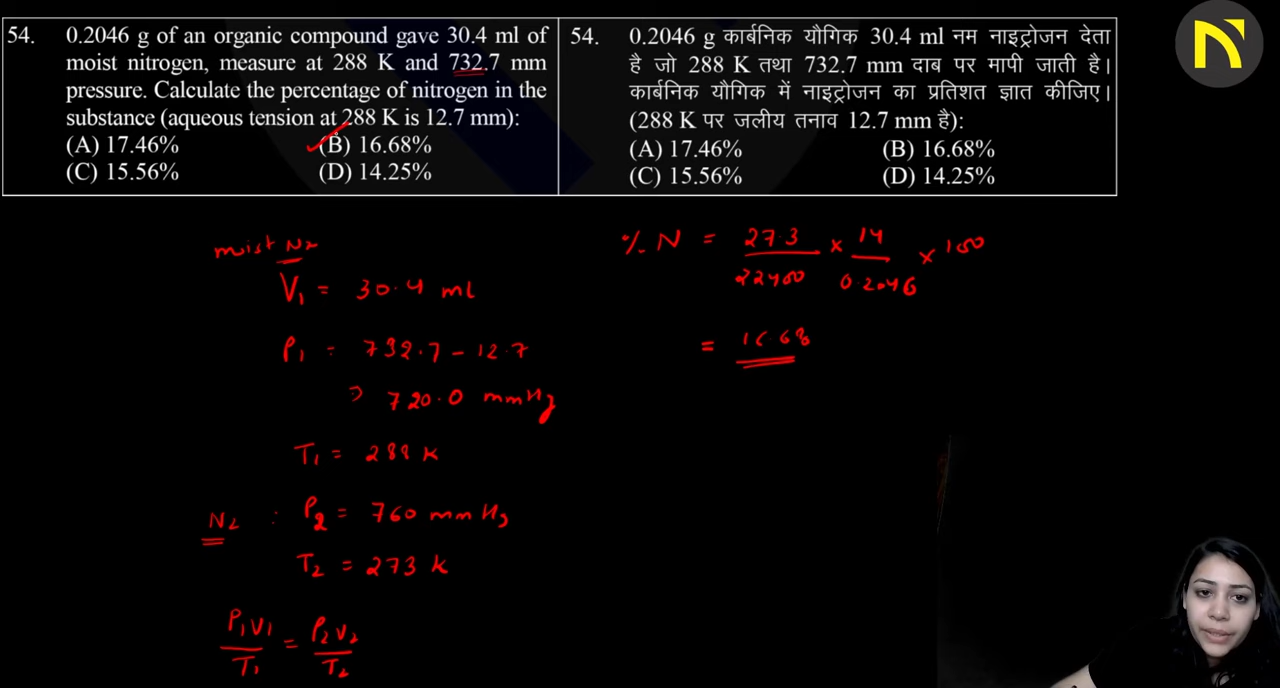 54. 0.2046 g of an organic compound gave 30.4 ml of
moist nitrogen, measure at 288 K and 732.7 mm
pressure. Calculate the percentage of nitrogen in the
substance (aqueous tension at 288 K is 12.7 mm):
(A) 17.46% (B) 16.68%
(C) 15.56% (D) 14.25%
54. 0.2046 g कार्बनिक यौगिक 30.4 ml नम नाइट्रोजन देता
है जो 288 K तथा 732.7 mm दाब पर मापी जाती है।
कार्बनिक यौगिक में नाइट्रोजन का प्रतिशत ज्ञात कीजिए।
(288 K पर जलीय तनाव 12.7 mm है):
(A) 17.46% (B) 16.68%
(C) 15.56% (D) 14.25%
moist N2
V1 = 30.4 ml
P1 = 732.7 - 12.7
720.0 mmHg
T1 = 288 K
N2 : P2 = 760 mm Hg
T2 = 273 K
P1V1/T1 = P2V2/T2
% N = 27.3/22400 × 14/0.2046 × 100
= 16.68